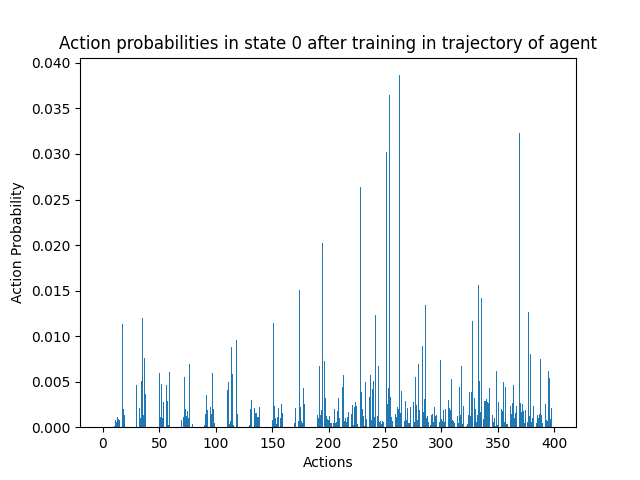 Action probabilities in state 0 after training in trajectory of agent
0.040
0.035
0.030
0.025
0.020
0.015
0.010
0.005
0.000
Action Probability
0 50 100 150 200 250 300 350 400
Actions